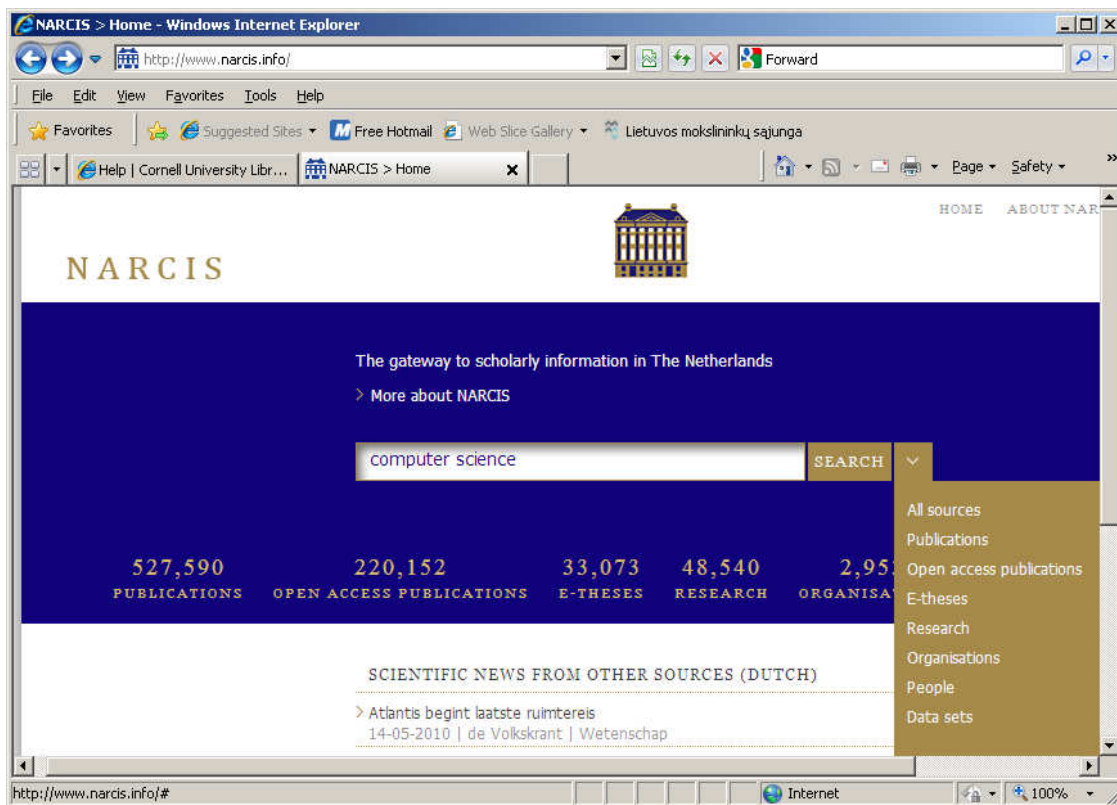 NARCIS > Home - Windows Internet Explorer
http://www.narcis.info/ Forward
File Edit View Favorites Tools Help
Favorites Suggested Sites Free Hotmail Web Slice Gallery Lietuvos mokslininkų sąjunga
Help | Cornell University Libr... NARCIS > Home Page Safety »
HOME ABOUT NAR
NARCIS
The gateway to scholarly information in The Netherlands
> More about NARCIS
computer science SEARCH
All sources
Publications
Open access publications
E-theses
Research
Organisations
People
Data sets
527,590 220,152 33,073 48,540 2,95
PUBLICATIONS OPEN ACCESS PUBLICATIONS E-THESES RESEARCH ORGANISA
SCIENTIFIC NEWS FROM OTHER SOURCES (DUTCH)
> Atlantis begint laatste ruimtereis
14-05-2010 | de Volkskrant | Wetenschap
http://www.narcis.info/# Internet 100%